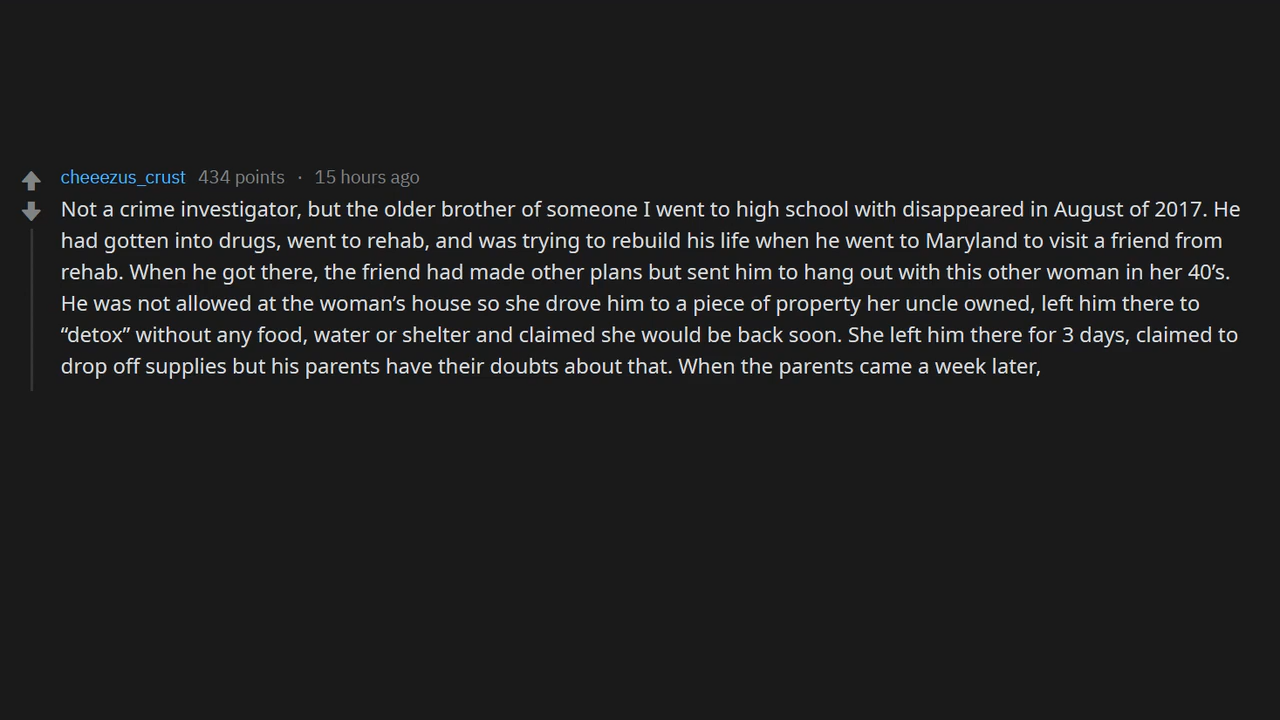 cheeezus_crust 434 points · 15 hours ago
Not a crime investigator, but the older brother of someone I went to high school with disappeared in August of 2017. He
had gotten into drugs, went to rehab, and was trying to rebuild his life when he went to Maryland to visit a friend from
rehab. When he got there, the friend had made other plans but sent him to hang out with this other woman in her 40’s.
He was not allowed at the woman’s house so she drove him to a piece of property her uncle owned, left him there to
“detox” without any food, water or shelter and claimed she would be back soon. She left him there for 3 days, claimed to
drop off supplies but his parents have their doubts about that. When the parents came a week later,